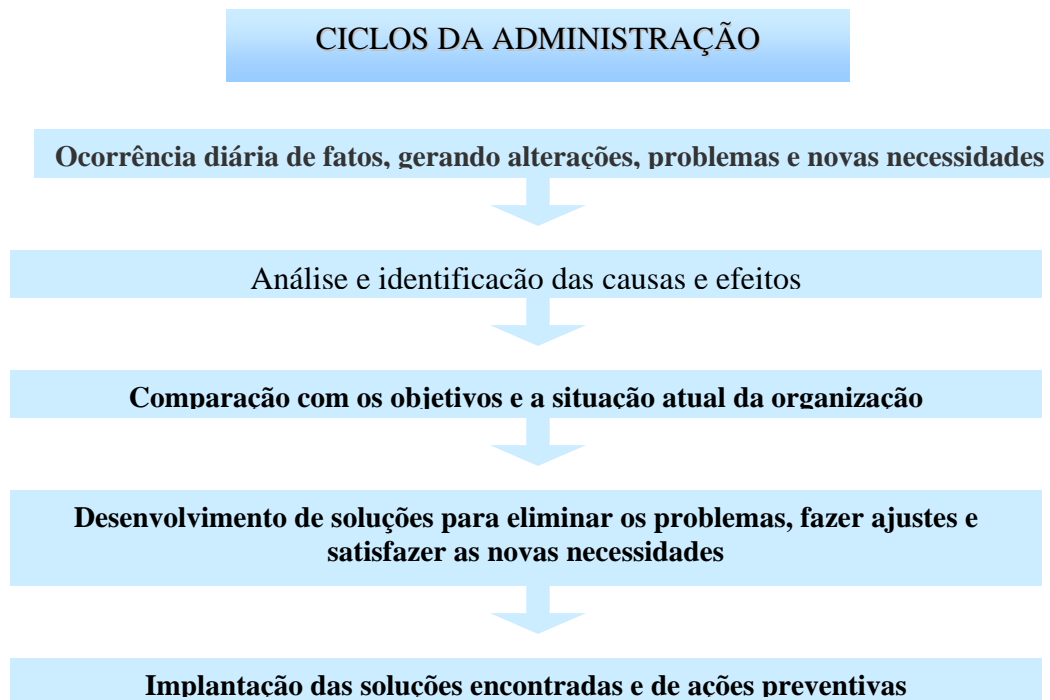 CICLOS DA ADMINISTRAÇÃO
Ocorrência diária de fatos, gerando alterações, problemas e novas necessidades
Análise e identificação das causas e efeitos
Comparação com os objetivos e a situação atual da organização
Desenvolvimento de soluções para eliminar os problemas, fazer ajustes e
satisfazer as novas necessidades
Implantação das soluções encontradas e de ações preventivas